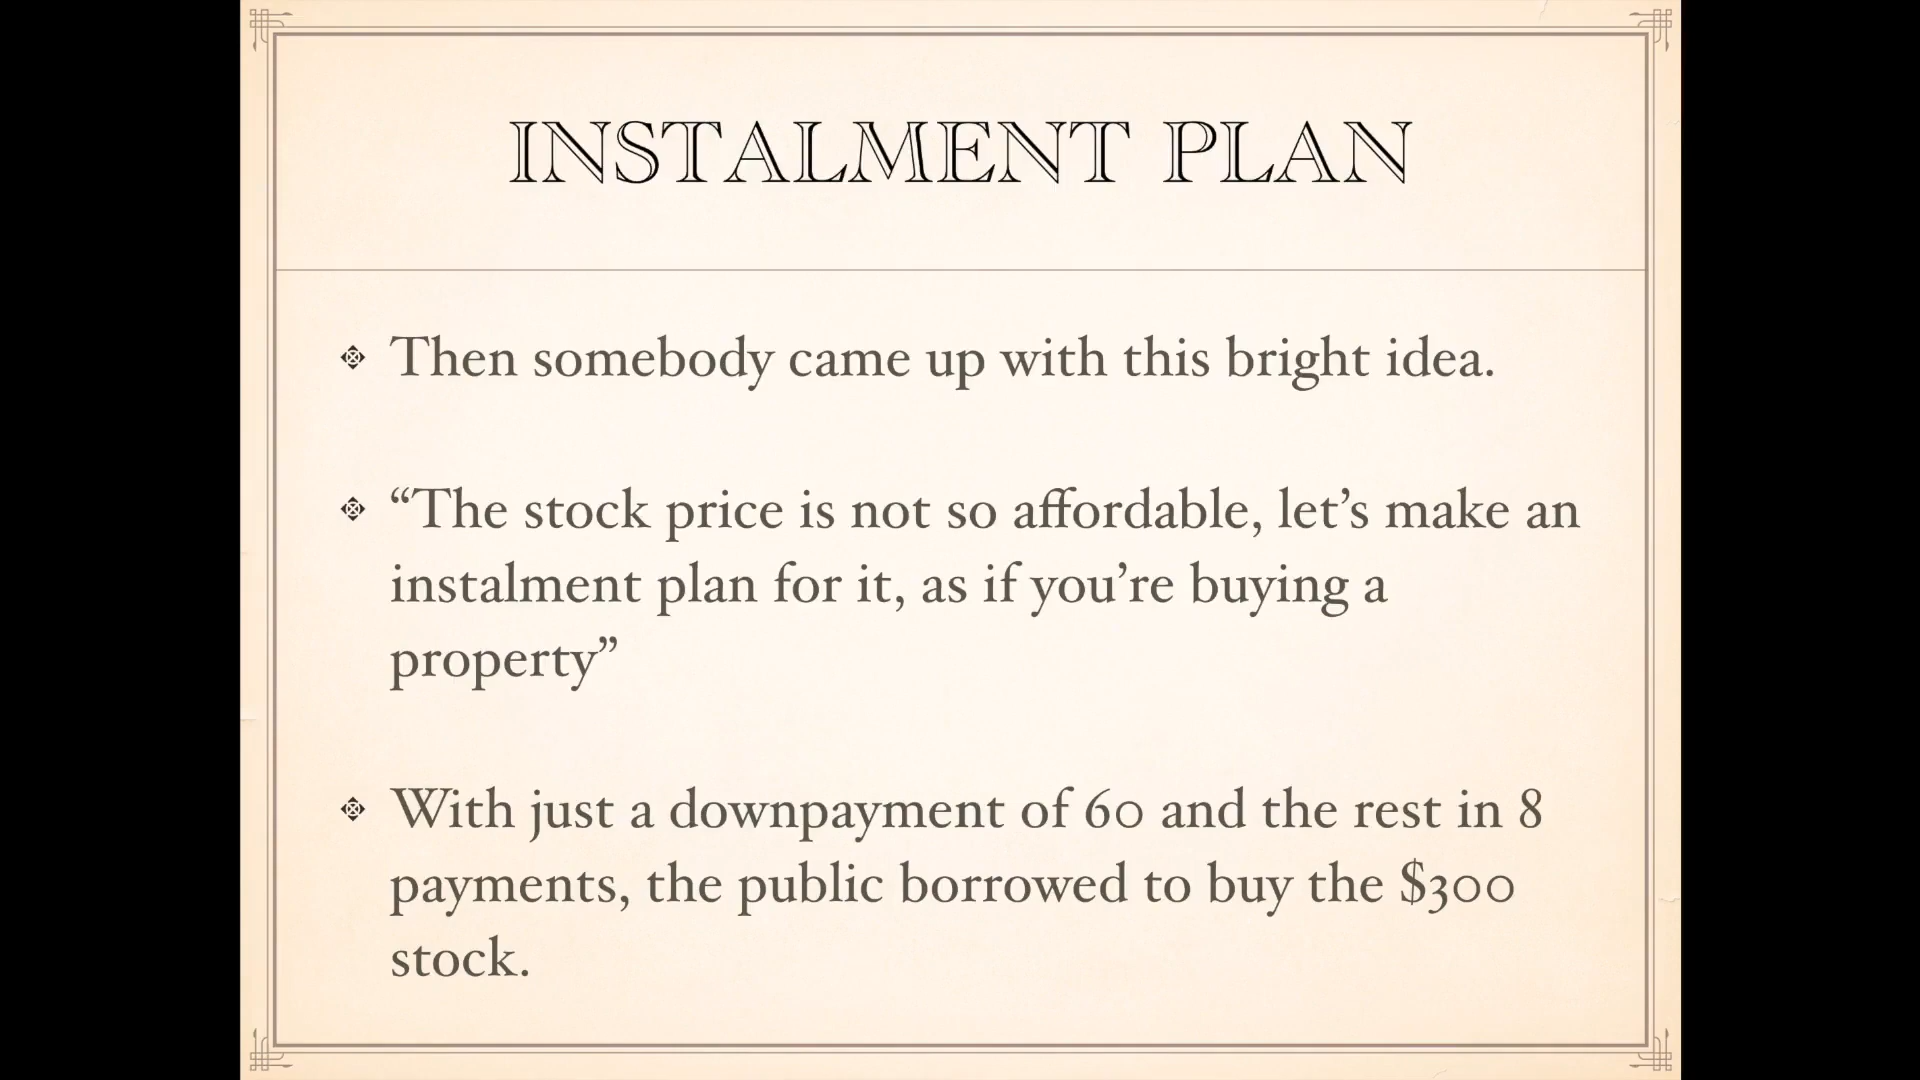 INSTALMENT PLAN
Then somebody came up with this bright idea.
“The stock price is not so affordable, let’s make an
instalment plan for it, as if you’re buying a
property”
With just a downpayment of 60 and the rest in 8
payments, the public borrowed to buy the $300
stock.